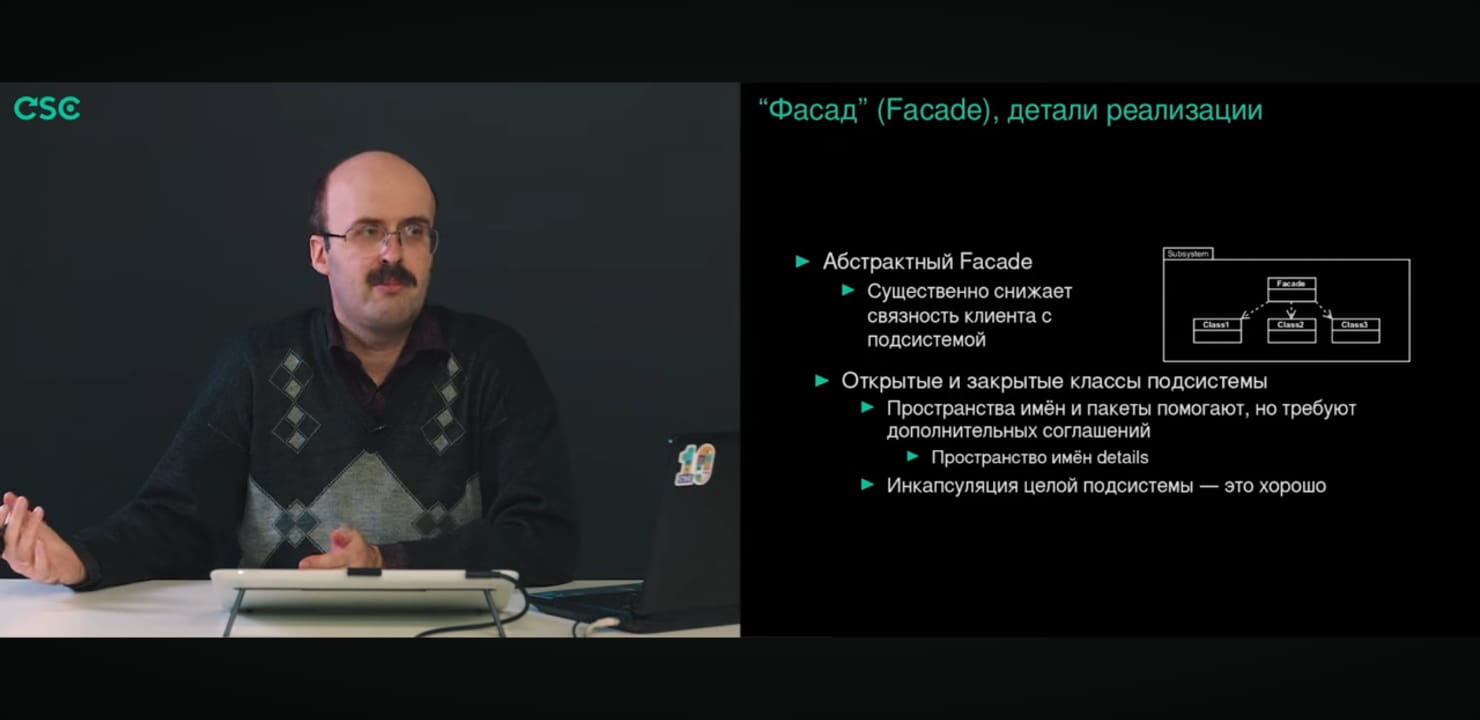 CSC
“Фасад” (Facade), детали реализации
Абстрактный Facade
Существенно снижает
связность клиента с
подсистемой
Subsystem
Facade
Class1
Class2
Class3
Открытые и закрытые классы подсистемы
Пространства имён и пакеты помогают, но требуют
дополнительных соглашений
Пространство имён details
Инкапсуляция целой подсистемы — это хорошо
19